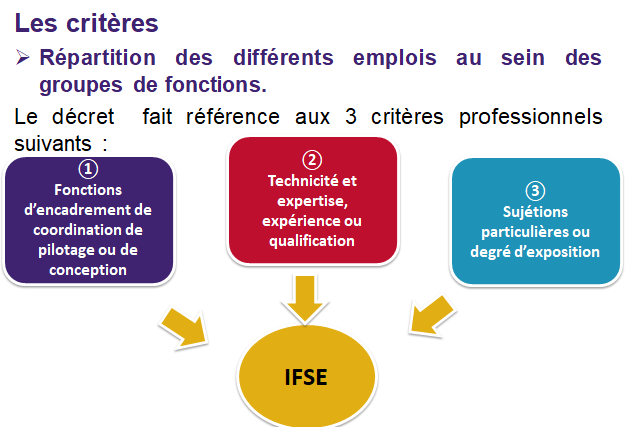 Les critères
➢ Répartition des différents emplois au sein des
groupes de fonctions.
Le décret fait référence aux 3 critères professionnels
suivants :
①
Fonctions
d'encadrement de
coordination de
pilotage ou de
conception
②
Technicité et
expertise,
expérience ou
qualification
③
Sujétions
particulières ou
degré d'exposition
IFSE